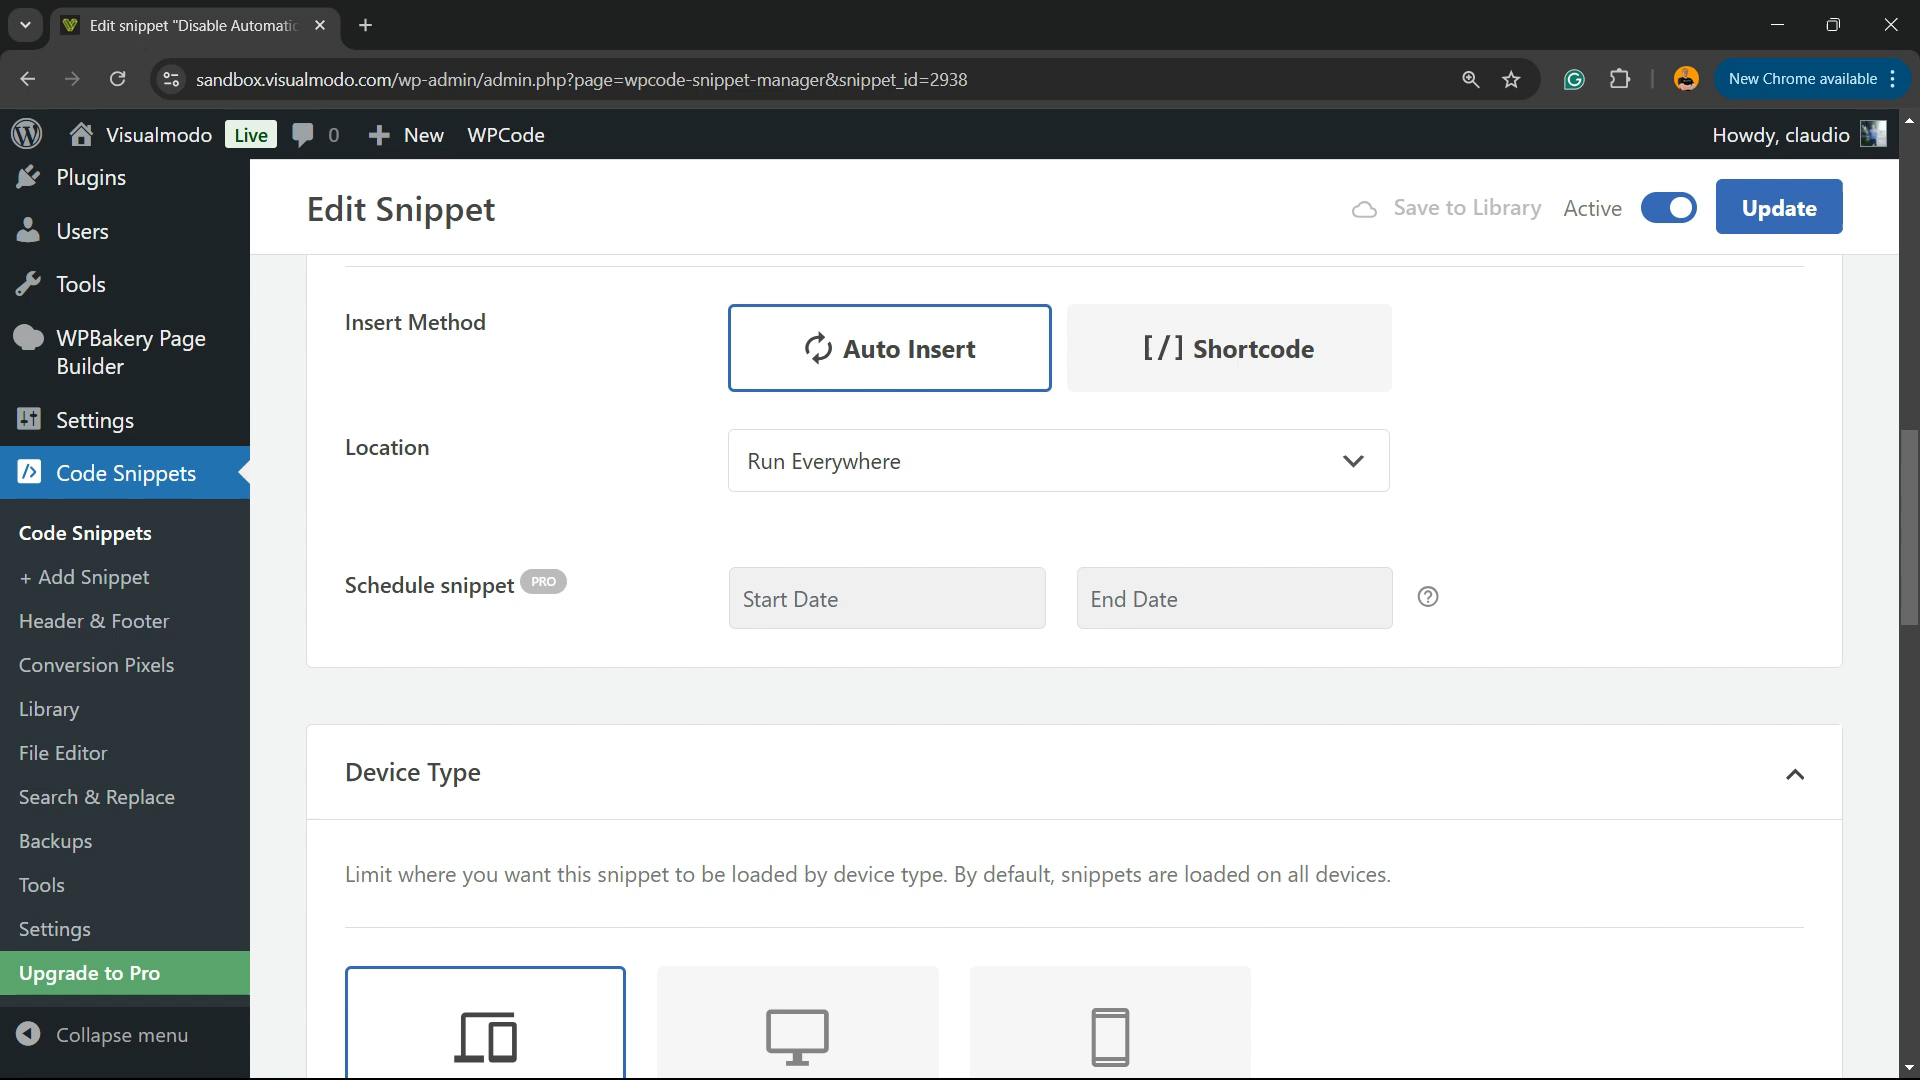 Edit snippet "Disable Automatic
sandbox.visualmodo.com/wp-admin/admin.php?page=wpcode-snippet-manager&snippet_id=2938
New Chrome available
Visualmodo
Live
0
New
WPCode
Howdy, claudio
Plugins
Users
Tools
WPBakery Page
Builder
Settings
Code Snippets
Code Snippets
+ Add Snippet
Header & Footer
Conversion Pixels
Library
File Editor
Search & Replace
Backups
Tools
Settings
Upgrade to Pro
Collapse menu
Edit Snippet
Save to Library
Active
Update
Insert Method
Auto Insert
[/] Shortcode
Location
Run Everywhere
Schedule snippet PRO
Start Date
End Date
Device Type
Limit where you want this snippet to be loaded by device type. By default, snippets are loaded on all devices.